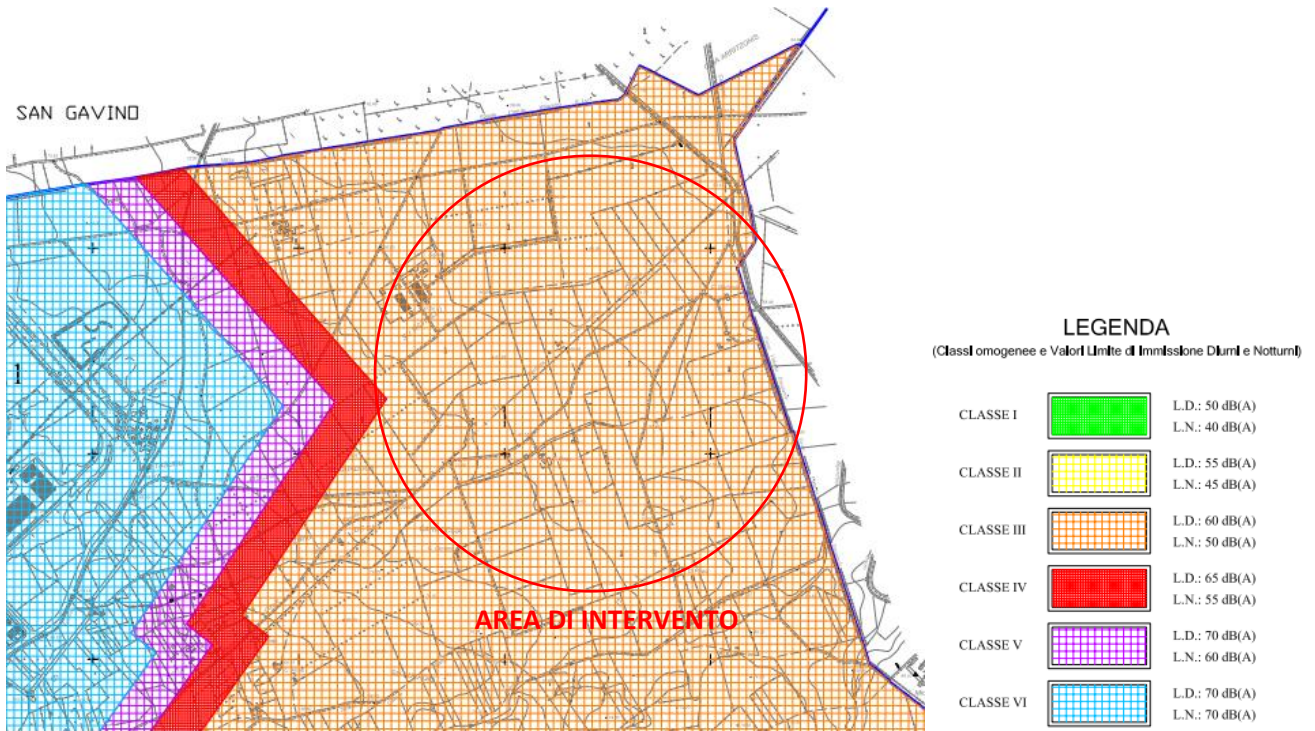 SAN GAVINO
AREA DI INTERVENTO
LEGENDA
(Classi omogenee e Valori Limite di Immissione Diurni e Notturni)
CLASSE I
L.D.: 50 dB(A)
L.N.: 40 dB(A)
CLASSE II
L.D.: 55 dB(A)
L.N.: 45 dB(A)
CLASSE III
L.D.: 60 dB(A)
L.N.: 50 dB(A)
CLASSE IV
L.D.: 65 dB(A)
L.N.: 55 dB(A)
CLASSE V
L.D.: 70 dB(A)
L.N.: 60 dB(A)
CLASSE VI
L.D.: 70 dB(A)
L.N.: 70 dB(A)